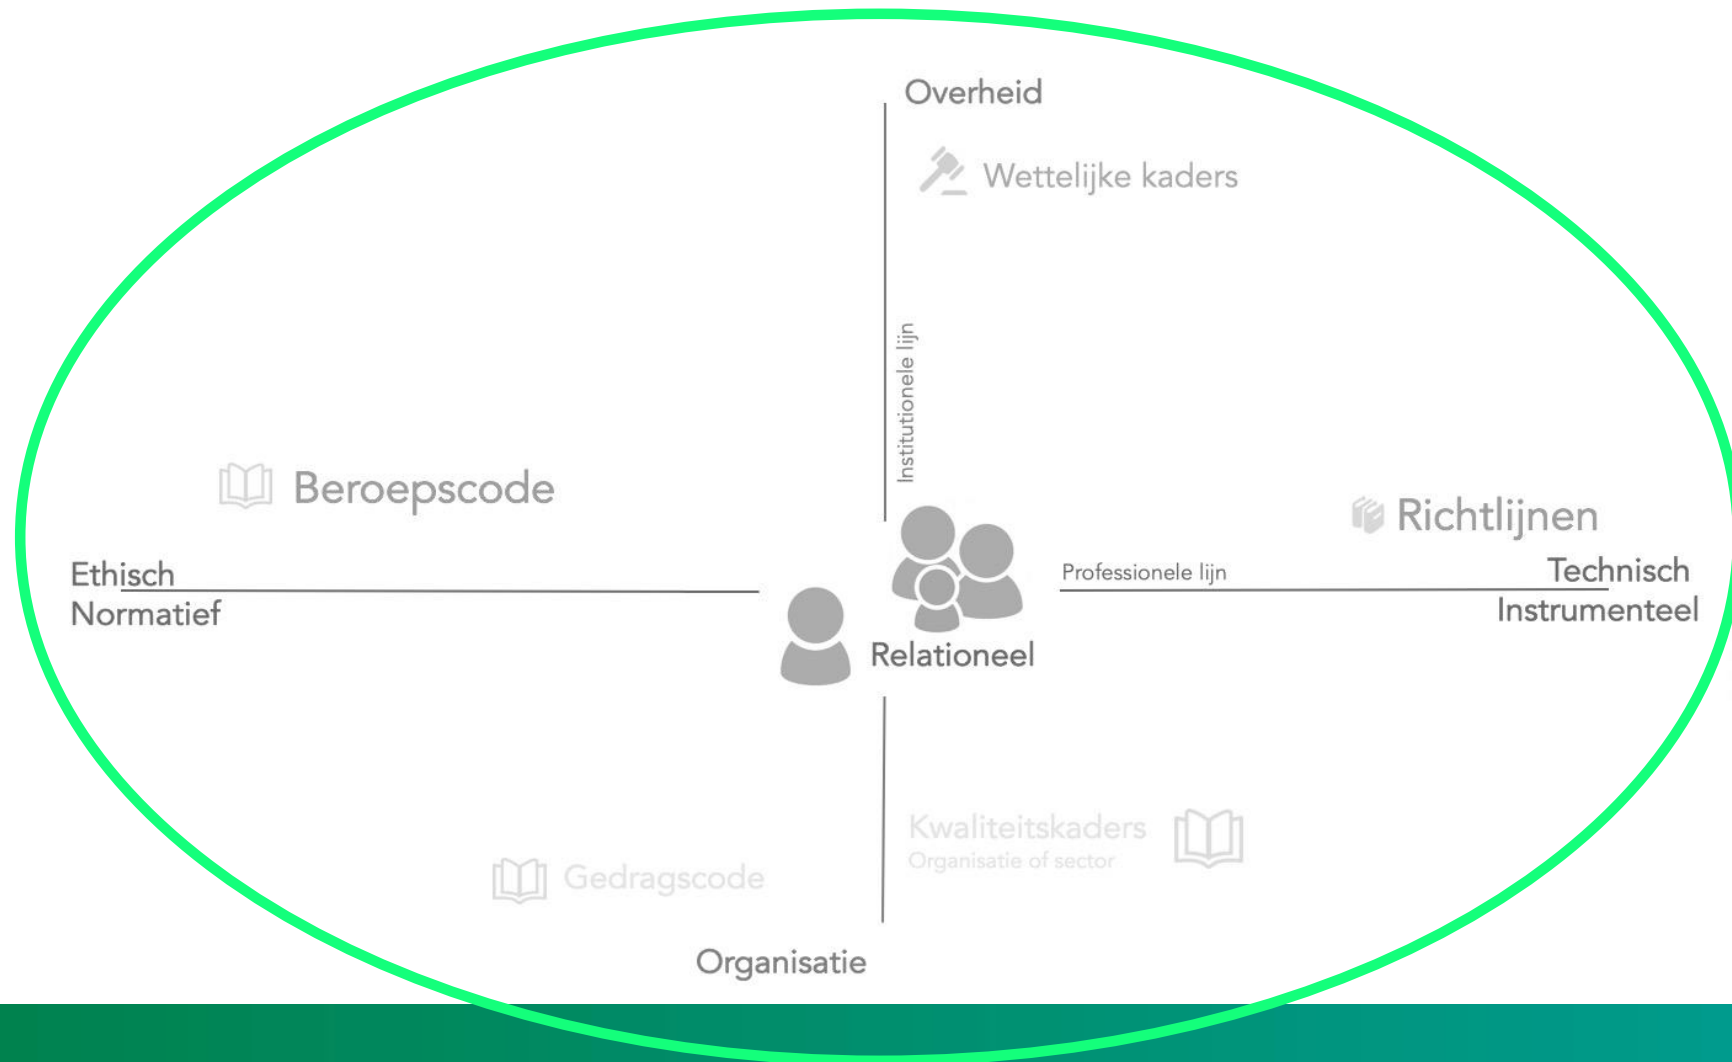 Overheid
Wettelijke kaders
Institutionele lijn
Beroepscode
Richtlijnen
Ethisch
Normatief
Professionele lijn
Technisch
Instrumenteel
Relationeel
Kwaliteitskaders
Organisatie of sector
Gedragscode
Organisatie